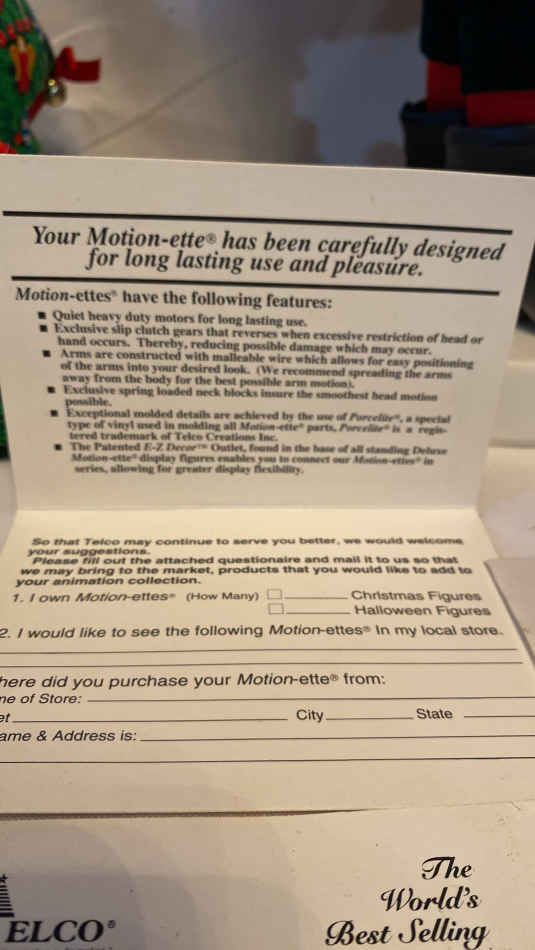 Your Motion-ette® has been carefully designed
for long lasting use and pleasure.
Motion-ettes® have the following features:
■ Quiet heavy duty motors for long lasting use.
■ Exclusive slip clutch gears that reverses when excessive restriction of head or
hand occurs. Thereby, reducing possible damage which may occur.
■ Arms are constructed with malleable wire which allows for easy positioning
of the arms into your desired look. (We recommend spreading the arms
away from the body for the best possible arm motion).
■ Exclusive spring loaded neck blocks insure the smoothest head motion
possible.
■ Exceptional molded details are achieved by the use of Porcelite®, a special
type of vinyl used in molding all Motion-ette® parts, Porcelite® is a regis-
tered trademark of Telco Creations Inc.
■ The Patented E-Z Decor™ Outlet, found in the base of all standing Deluxe
Motion-ette® display figures enables you to connect our Motion-ettes® in
series, allowing for greater display flexibility.
So that Telco may continue to serve you better, we would welcome
your suggestions.
Please fill out the attached questionaire and mail it to us so that
we may bring to the market, products that you would like to add to
your animation collection.
1. I own Motion-ettes® (How Many) Christmas Figures
Halloween Figures
2. I would like to see the following Motion-ettes® In my local store.
here did you purchase your Motion-ette® from:
me of Store:
et City State
ame & Address is:
ELCO®
The
World's
Best Selling